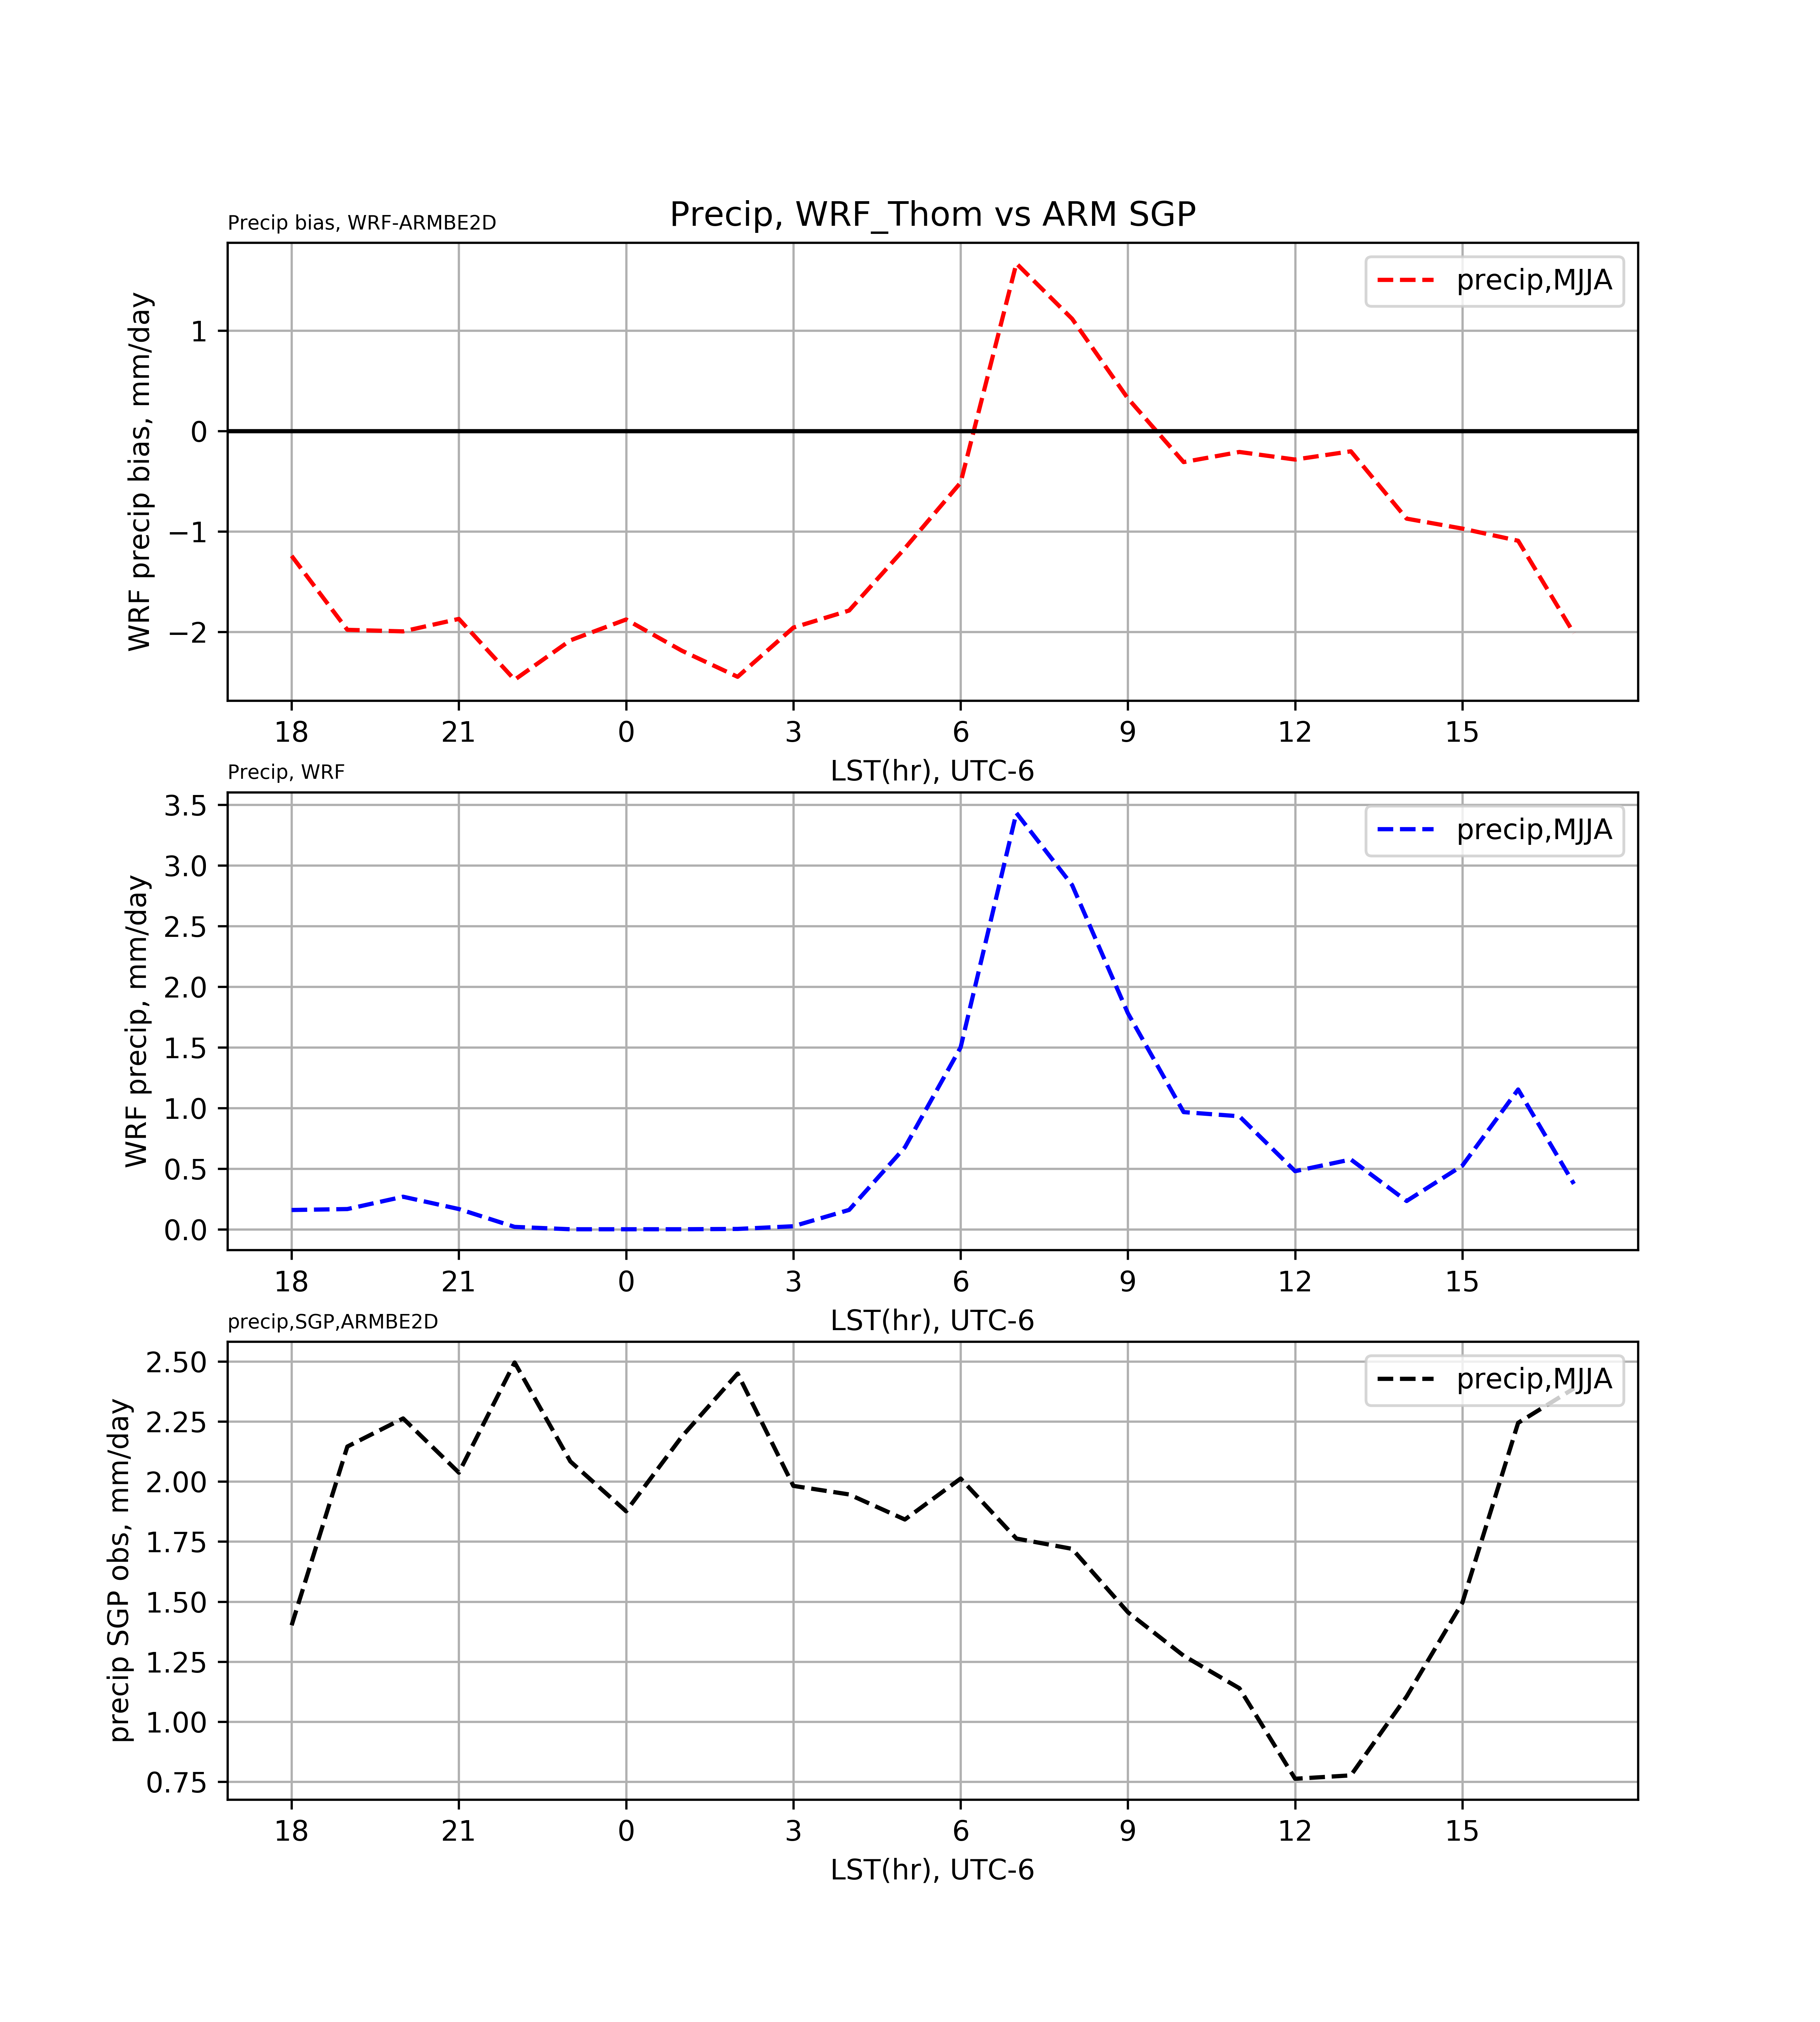 Precip, WRF_Thom vs ARM SGP
Precip bias, WRF-ARMBE2D
precip,MJJA
WRF precip bias, mm/day
1
0
−1
−2
18 21 0 3 6 9 12 15
LST(hr), UTC-6
Precip, WRF
precip,MJJA
WRF precip, mm/day
3.5
3.0
2.5
2.0
1.5
1.0
0.5
0.0
18 21 0 3 6 9 12 15
LST(hr), UTC-6
precip,SGP,ARMBE2D
precip,MJJA
precip SGP obs, mm/day
2.50
2.25
2.00
1.75
1.50
1.25
1.00
0.75
18 21 0 3 6 9 12 15
LST(hr), UTC-6